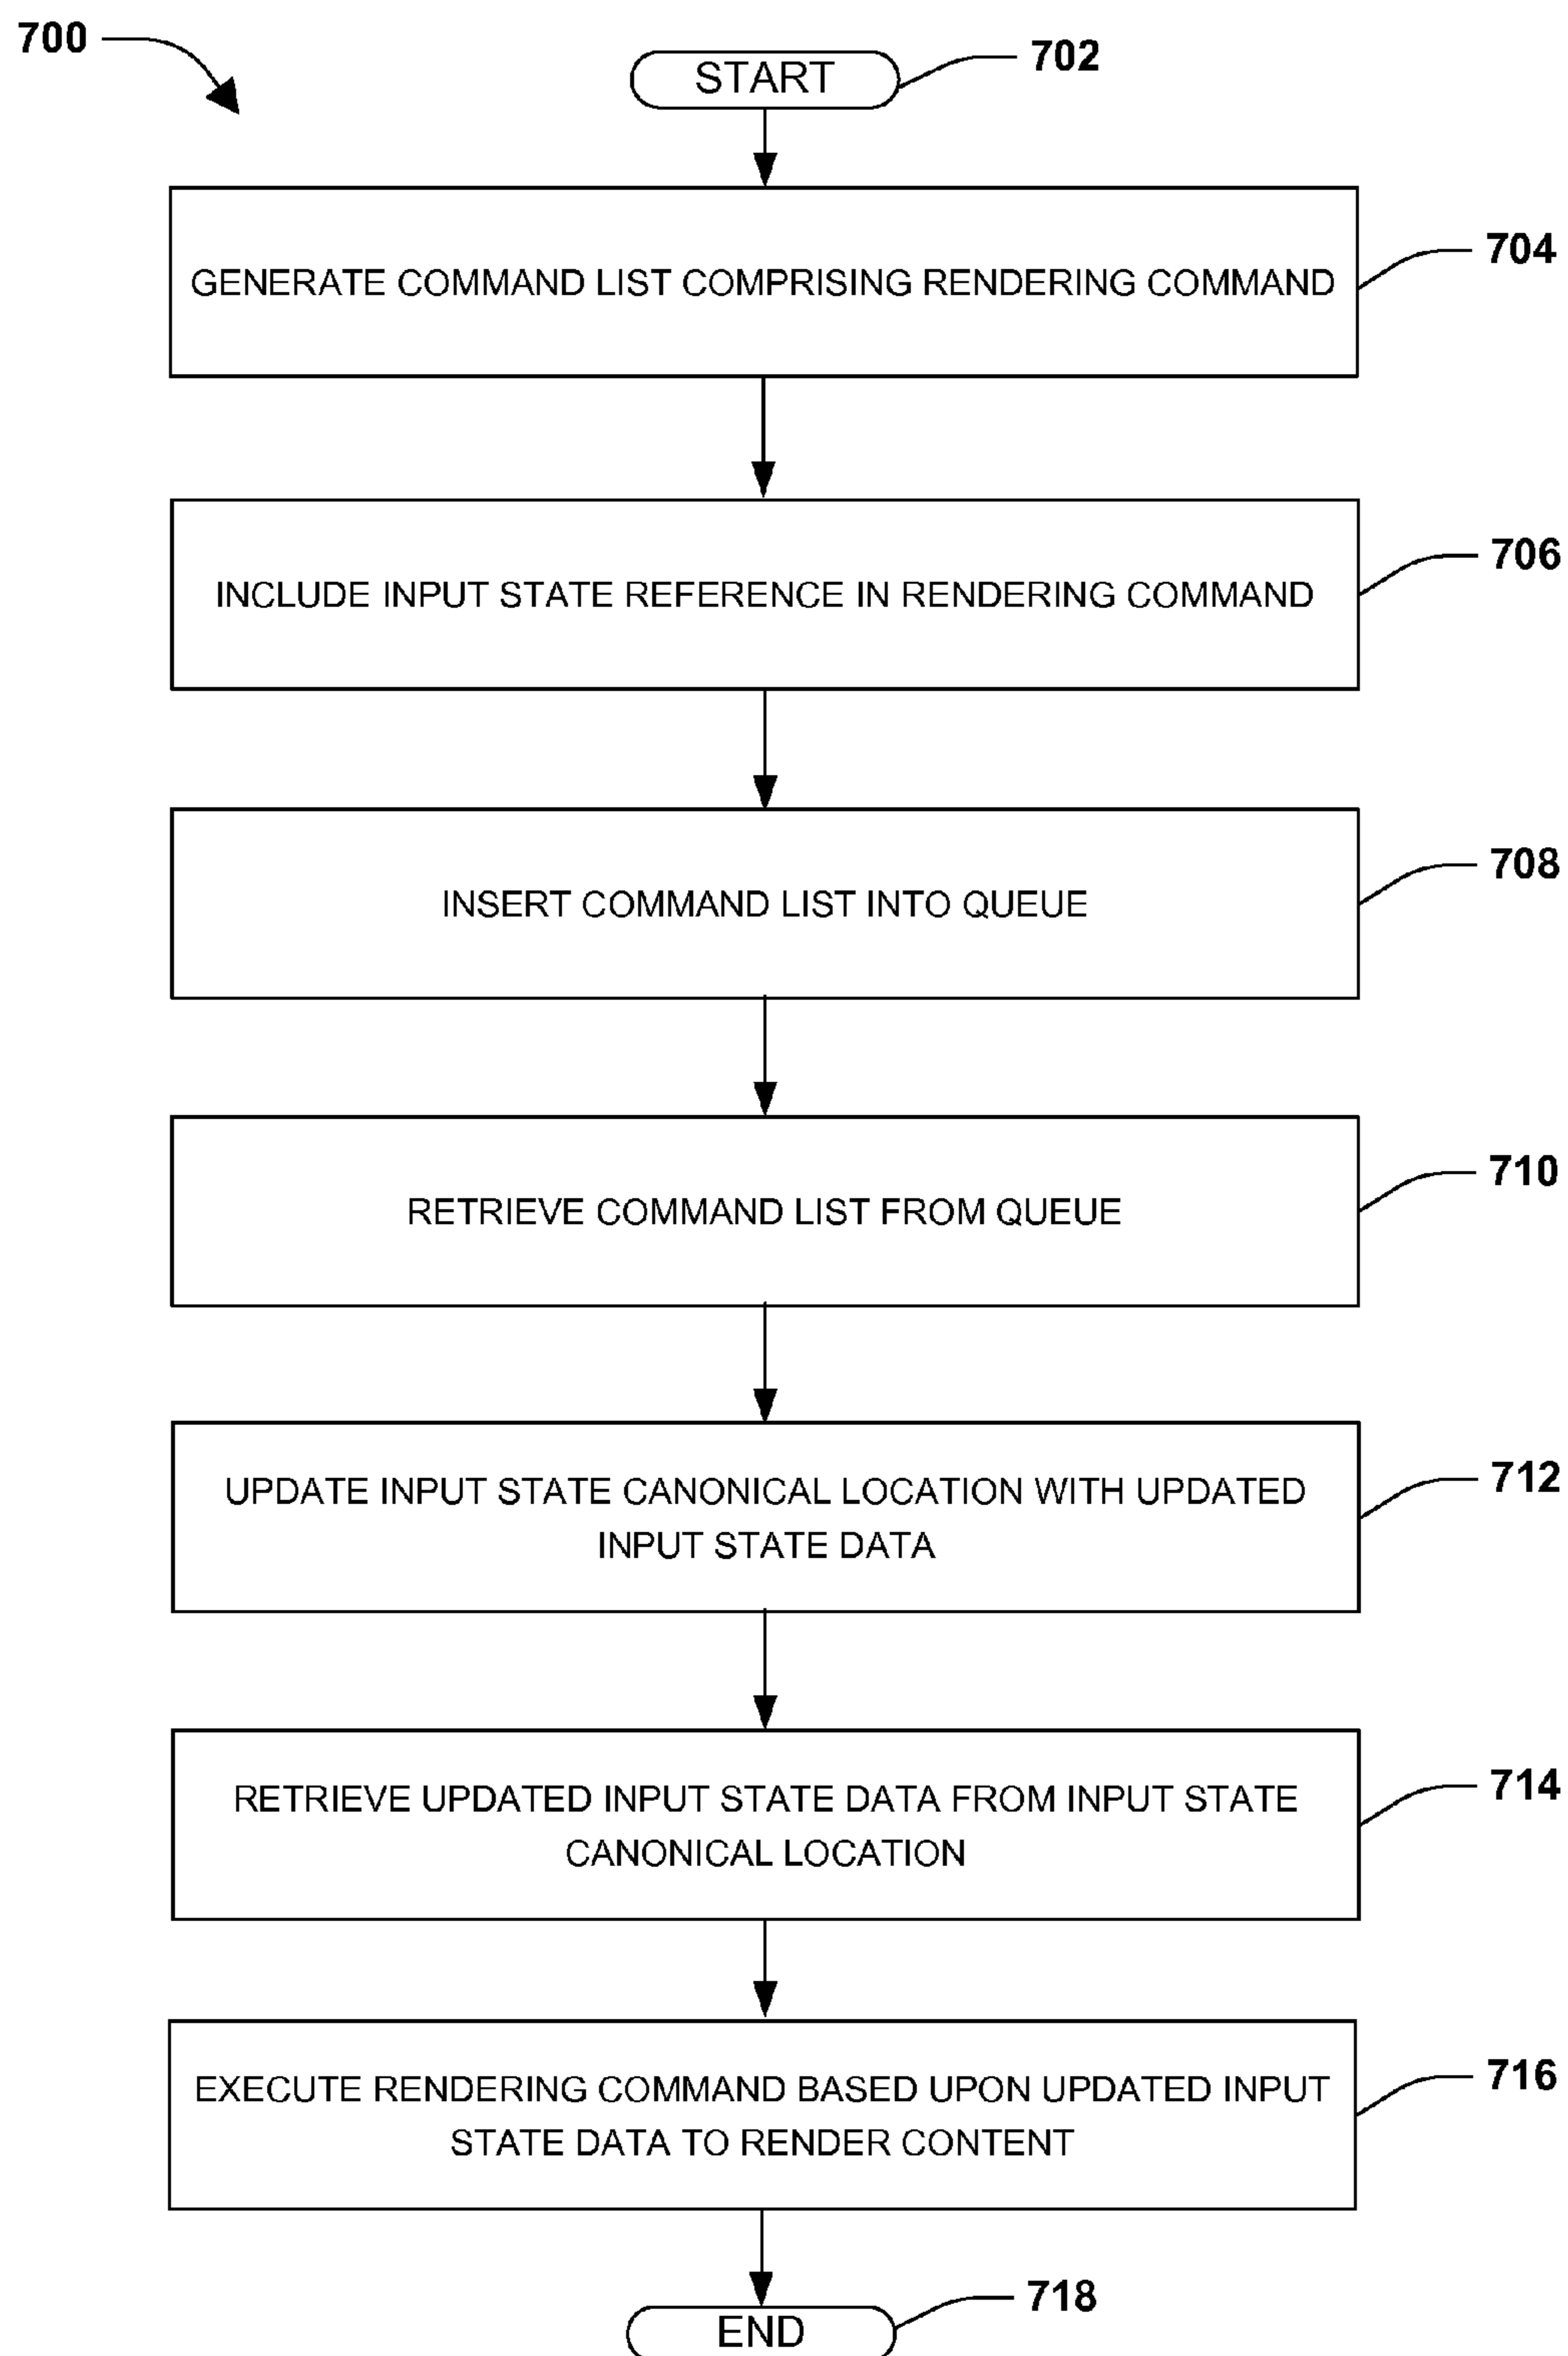 700
START
702
GENERATE COMMAND LIST COMPRISING RENDERING COMMAND
704
INCLUDE INPUT STATE REFERENCE IN RENDERING COMMAND
706
INSERT COMMAND LIST INTO QUEUE
708
RETRIEVE COMMAND LIST FROM QUEUE
710
UPDATE INPUT STATE CANONICAL LOCATION WITH UPDATED
INPUT STATE DATA
712
RETRIEVE UPDATED INPUT STATE DATA FROM INPUT STATE
CANONICAL LOCATION
714
EXECUTE RENDERING COMMAND BASED UPON UPDATED INPUT
STATE DATA TO RENDER CONTENT
716
END
718